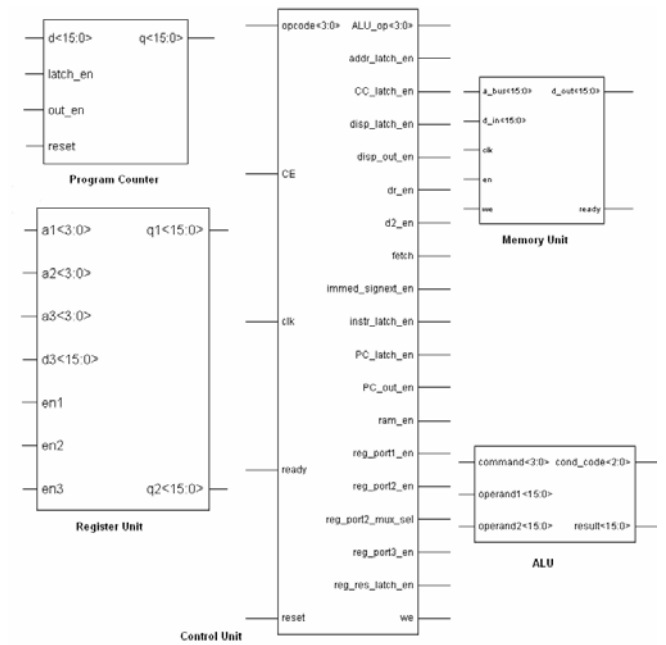 d<15:0> q<15:0>
latch_en
out_en
reset
Program Counter
a1<3:0> q1<15:0>
a2<3:0>
a3<3:0>
d3<15:0>
en1
en2
en3 q2<15:0>
Register Unit
opcode<3:0> ALU_op<3:0>
addr_latch_en
CC_latch_en
disp_latch_en
disp_out_en
CE
dr_en
d2_en
fetch
immed_signext_en
clk instr_latch_en
PC_latch_en
PC_out_en
ram_en
reg_port1_en
ready
reg_port2_en
reg_port2_mux_sel
reg_port3_en
reg_res_latch_en
reset we
Control Unit
a_bus<15:0> d_out<15:0>
d_in<15:0>
clk
en
we ready
Memory Unit
command<3:0> cond_code<2:0>
operand1<15:0>
operand2<15:0> result<15:0>
ALU